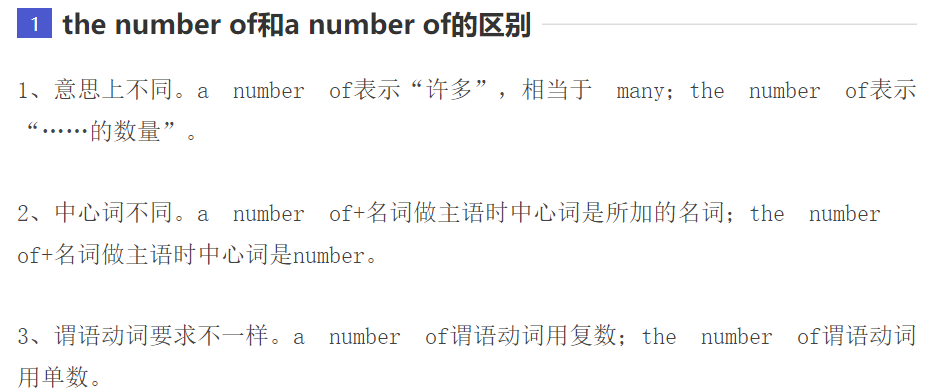 1 the number of和a number of的区别
1、意思上不同。a number of表示“许多”，相当于 many；the number of表示
“……的数量”。
2、中心词不同。a number of+名词做主语时中心词是所加的名词；the number
of+名词做主语时中心词是number。
3、谓语动词要求不一样。a number of谓语动词用复数；the number of谓语动词
用单数。